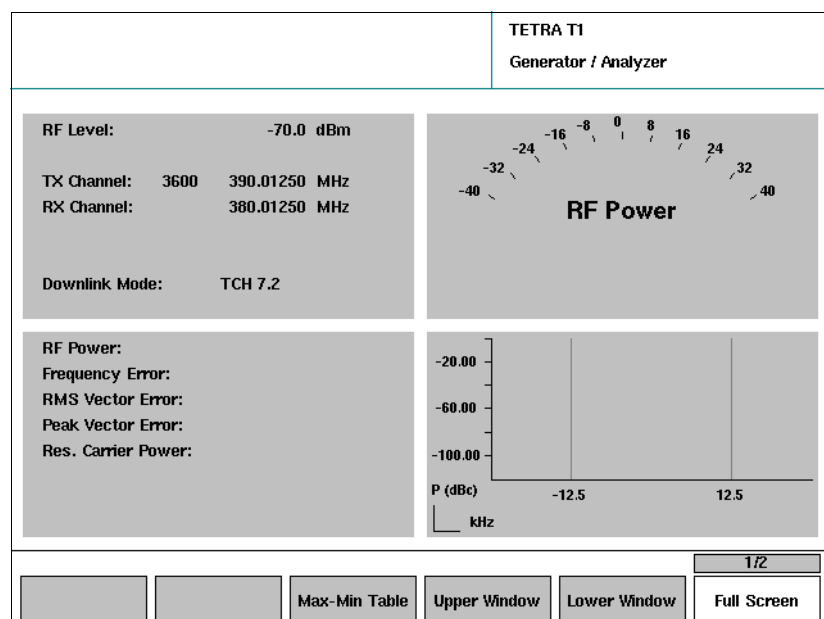 TETRA T1
Generator / Analyzer
RF Level: -70.0 dBm
TX Channel: 3600 390.01250 MHz
RX Channel: 380.01250 MHz
Downlink Mode: TCH 7.2
-40 -32 -24 -16 -8 0 8 16 24 32 40
RF Power
RF Power:
Frequency Error:
RMS Vector Error:
Peak Vector Error:
Res. Carrier Power:
-20.00
-60.00
-100.00
P (dBc) -12.5 12.5
kHz
1/2
Max-Min Table Upper Window Lower Window Full Screen